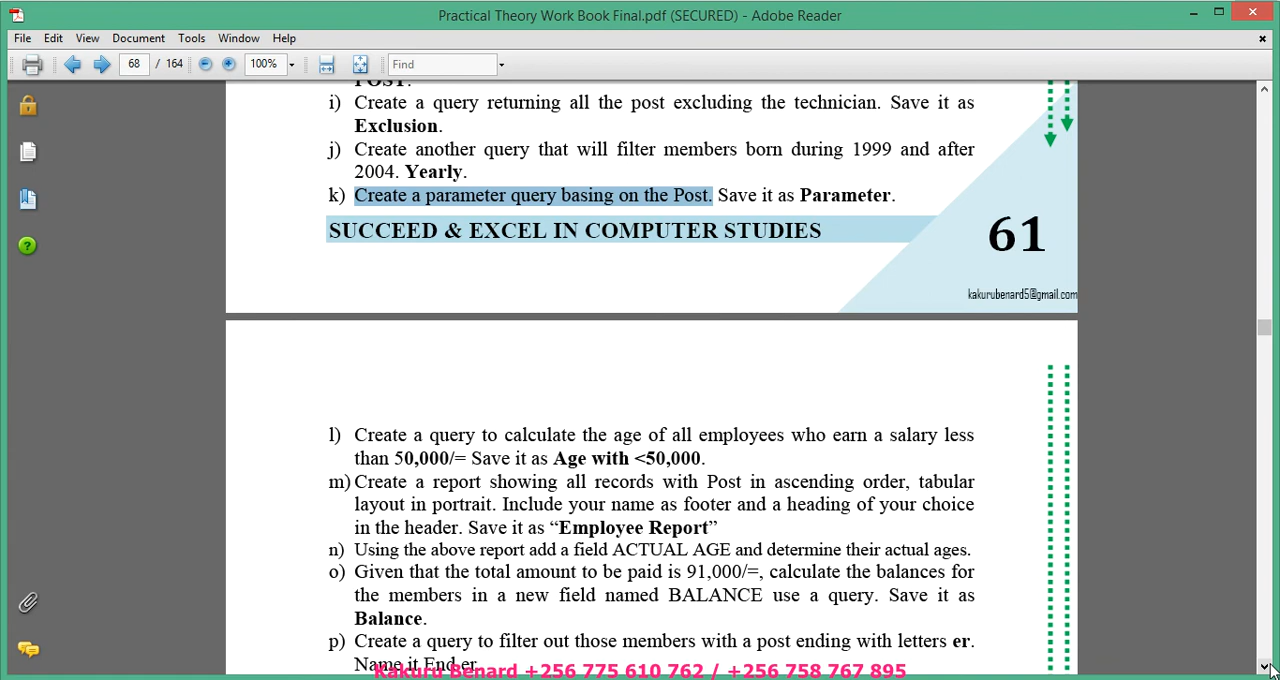 Practical Theory Work Book Final.pdf (SECURED) - Adobe Reader
File Edit View Document Tools Window Help
68 / 164 100% Find
POST.
i) Create a query returning all the post excluding the technician. Save it as
Exclusion.
j) Create another query that will filter members born during 1999 and after
2004. Yearly.
k) Create a parameter query basing on the Post. Save it as Parameter.
SUCCEED & EXCEL IN COMPUTER STUDIES
61
kakurubenard5@gmail.com
l) Create a query to calculate the age of all employees who earn a salary less
than 50,000/= Save it as Age with <50,000.
m) Create a report showing all records with Post in ascending order, tabular
layout in portrait. Include your name as footer and a heading of your choice
in the header. Save it as “Employee Report”
n) Using the above report add a field ACTUAL AGE and determine their actual ages.
o) Given that the total amount to be paid is 91,000/=, calculate the balances for
the members in a new field named BALANCE use a query. Save it as
Balance.
p) Create a query to filter out those members with a post ending with letters er.
Name it End er
Kakuru Benard +256 775 610 762 / +256 758 767 895